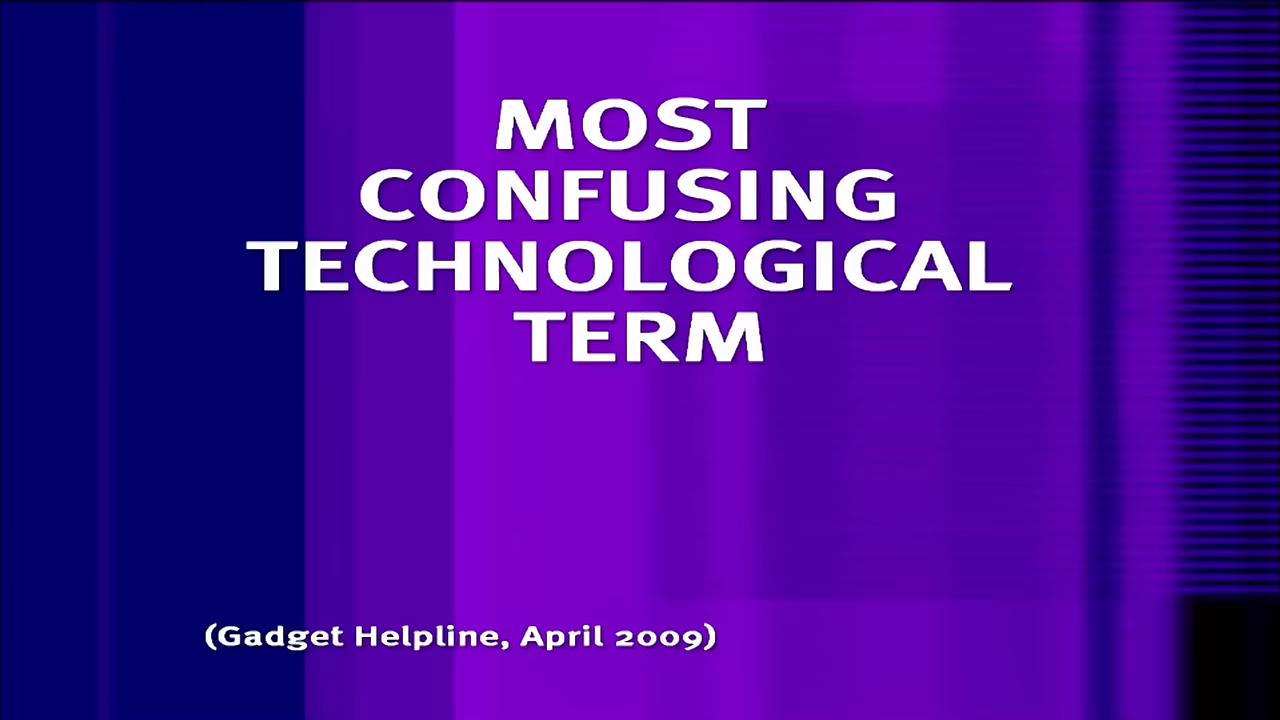 MOST
CONFUSING
TECHNOLOGICAL
TERM
(Gadget Helpline, April 2009)